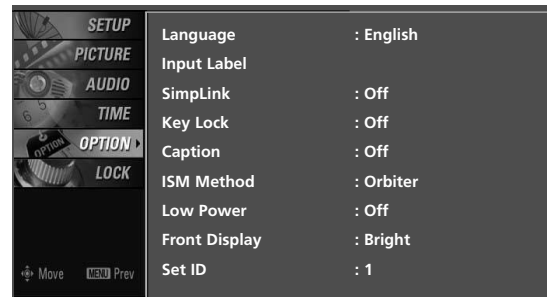 SETUP
PICTURE
AUDIO
TIME
OPTION
LOCK
Move MENU Prev
Language : English
Input Label
SimpLink : Off
Key Lock : Off
Caption : Off
ISM Method : Orbiter
Low Power : Off
Front Display : Bright
Set ID : 1